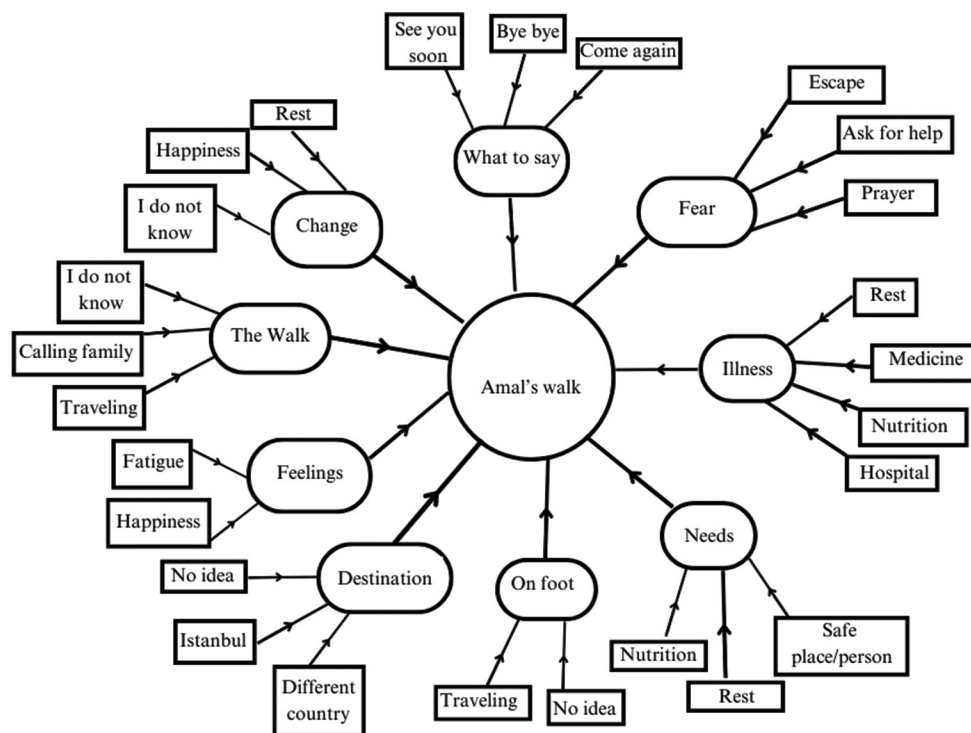 See you
soon
Bye bye
Come again
What to say
Escape
Ask for help
Prayer
Fear
Rest
Happiness
I do not
know
Change
I do not
know
Calling family
Traveling
The Walk
Amal's walk
Rest
Medicine
Nutrition
Hospital
Illness
Fatigue
Happiness
Feelings
No idea
Istanbul
Different
country
Destination
On foot
Traveling
No idea
Needs
Nutrition
Rest
Safe
place/person